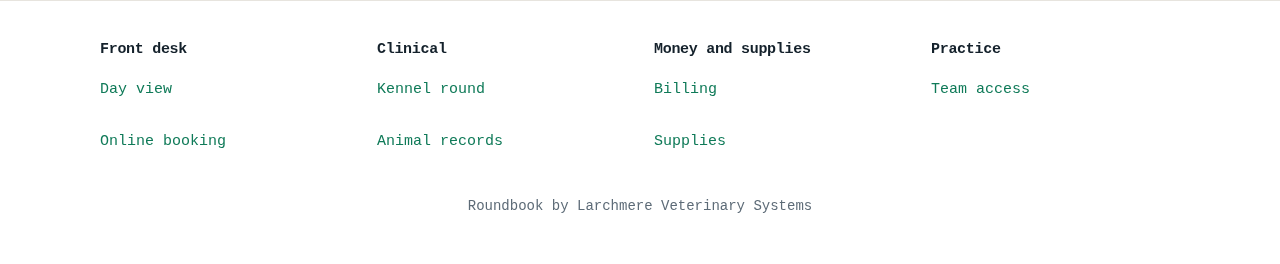 Front desk
Day view
Online booking
Clinical
Kennel round
Animal records
Money and supplies
Billing
Supplies
Practice
Team access
Roundbook by Larchmere Veterinary Systems